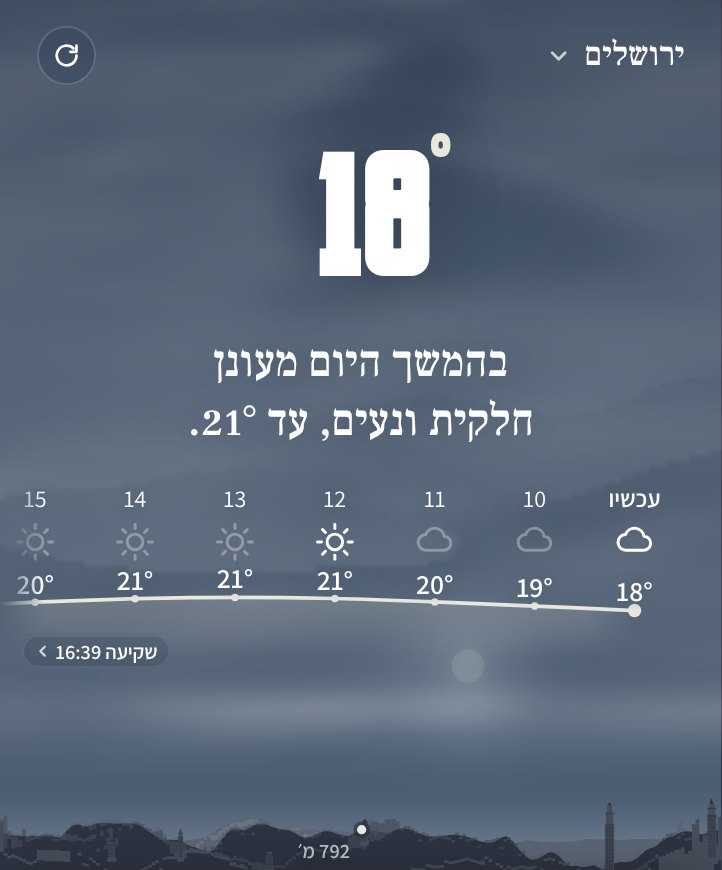 ירושלים
18°
בהמשך היום מעונן
חלקית ונעים, עד 21°.
עכשיו 10 11 12 13 14 15
18° 19° 20° 21° 21° 21° 20°
שקיעה 16:39
792 מ׳